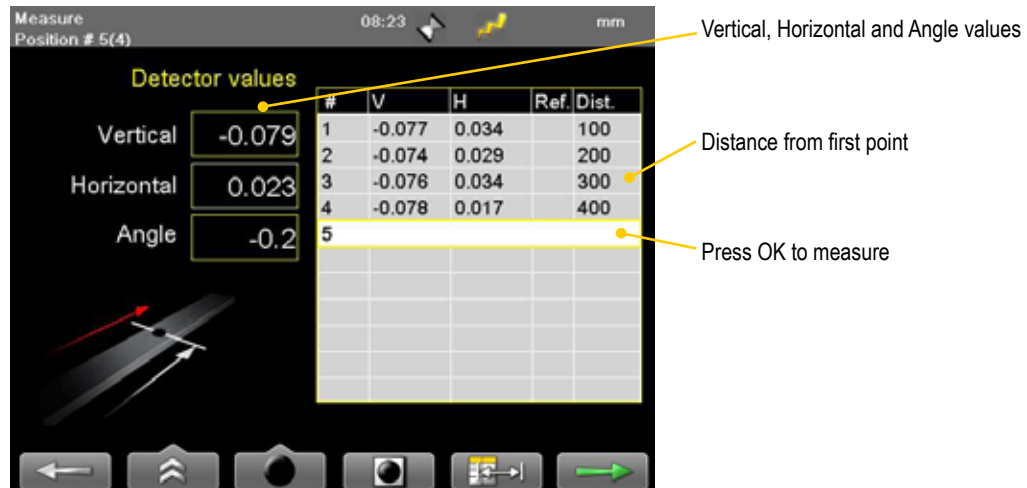 Measure 08:23 mm
Position # 5(4)
Detector values
Vertical -0.079
Horizontal 0.023
Angle -0.2
# V H Ref. Dist.
1 -0.077 0.034 100
2 -0.074 0.029 200
3 -0.076 0.034 300
4 -0.078 0.017 400
5
Vertical, Horizontal and Angle values
Distance from first point
Press OK to measure